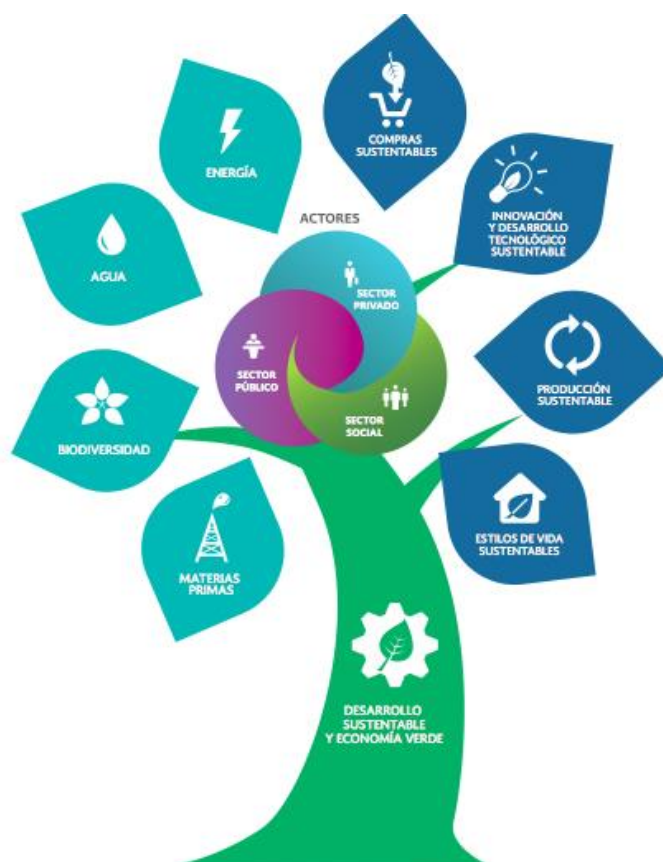 COMPRAS
SUSTENTABLES
ENERGÍA
INNOVACIÓN
Y DESARROLLO
TECNOLÓGICO
SUSTENTABLE
ACTORES
AGUA
SECTOR
PRIVADO
SECTOR
PÚBLICO
SECTOR
SOCIAL
PRODUCCIÓN
SUSTENTABLE
BIODIVERSIDAD
ESTILOS DE VIDA
SUSTENTABLES
MATERIAS
PRIMAS
DESARROLLO
SUSTENTABLE
Y ECONOMÍA VERDE